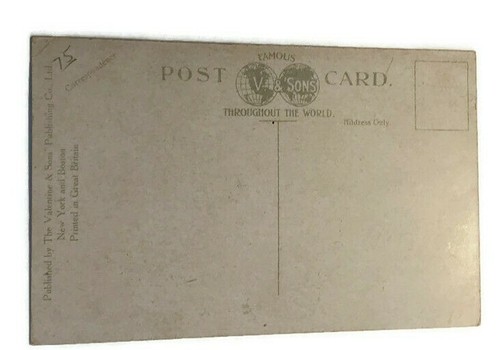 75
Correspondence
FAMOUS
POST CARD.
V & SONS
THROUGHOUT THE WORLD.
Address Only.
Published by The Valentine & Sons' Publishing Co., Ltd.
New York and Boston
Printed in Great Britain